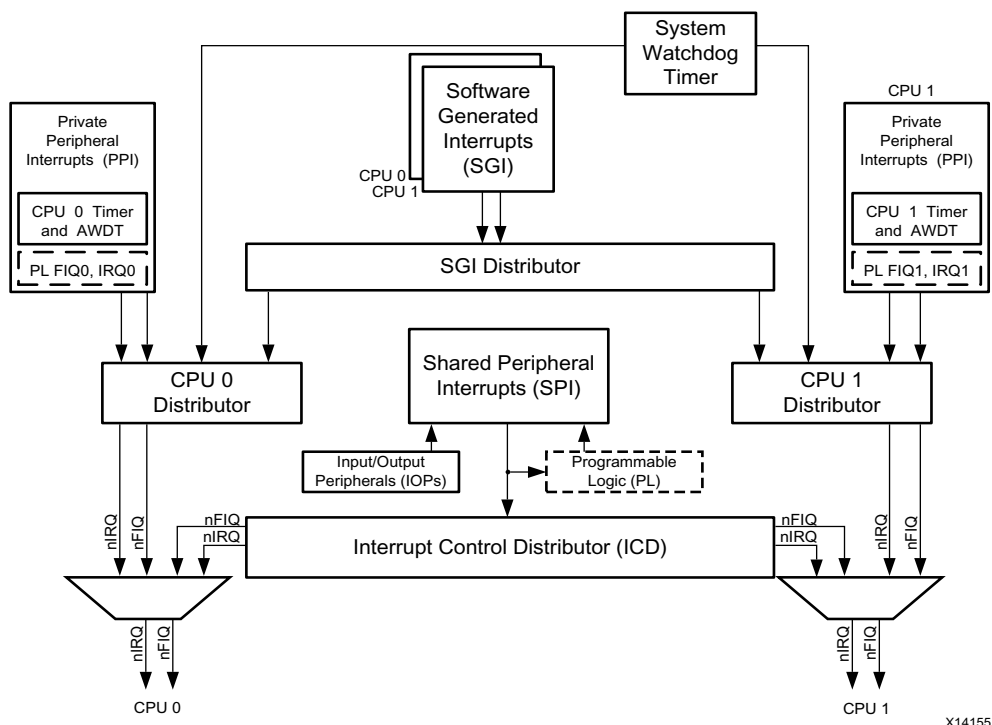 System
Watchdog
Timer
Software
Generated
Interrupts
(SGI)
CPU 0
CPU 1
Private
Peripheral
Interrupts (PPI)
CPU 0 Timer
and AWDT
PL FIQ0, IRQ0
CPU 1
Private
Peripheral
Interrupts (PPI)
CPU 1 Timer
and AWDT
PL FIQ1, IRQ1
SGI Distributor
CPU 0
Distributor
Shared Peripheral
Interrupts (SPI)
CPU 1
Distributor
Input/Output
Peripherals (IOPs)
Programmable
Logic (PL)
nIRQ
nFIQ
nFIQ
nIRQ
Interrupt Control Distributor (ICD)
nFIQ
nIRQ
nIRQ
nFIQ
nIRQ
nFIQ
CPU 0
nIRQ
nFIQ
CPU 1
X14155